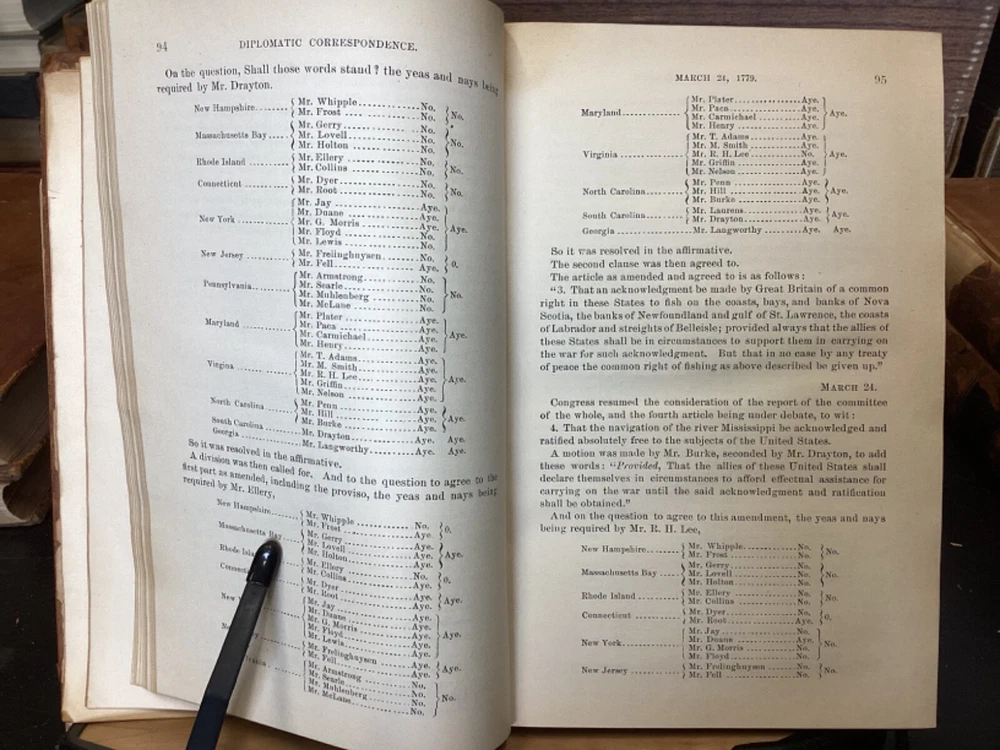 94 DIPLOMATIC CORRESPONDENCE.
On the question, Shall those words stand? the yeas and nays being
required by Mr. Drayton.
New Hampshire........ { Mr. Whipple............No. } No.
Mr. Frost...............No.
Massachusetts Bay..... { Mr. Gerry................No. } No.
Mr. Lovell...............No.
Mr. Holton...............No.
Rhode Island .......... { Mr. Ellery...............No. } No.
Mr. Collins..............No.
Connecticut ........... { Mr. Dyer................No. } No.
Mr. Root................No.
New York ............. { Mr. Jay..................Aye. } Aye.
Mr. Duane..............Aye.
Mr. G. Morris...........Aye.
Mr. Floyd...............No.
Mr. Lewis...............No.
New Jersey ........... { Mr. Frelinghuysen.......No. } 0.
Mr. Fell.................Aye.
Pennsylvania.......... { Mr. Armstrong..........No. } No.
Mr. Searle...............No.
Mr. Muhlenberg.........No.
Mr. McLane.............No.
Maryland ............. { Mr. Plater...............Aye. } Aye.
Mr. Paca................Aye.
Mr. Carmichael.........Aye.
Mr. Henry...............Aye.
Virgina ............... { Mr. T. Adams...........Aye. } Aye.
Mr. M. Smith...........Aye.
Mr. R. H. Lee...........Aye.
Mr. Griffin..............Aye.
Mr. Nelson..............Aye.
North Carolina ........ { Mr. Penn................Aye. } Aye.
Mr. Hill..................Aye.
Mr. Burke...............Aye.
South Carolina ........ Mr. Drayton.............Aye. Aye.
Georgia ............... Mr. Langworthy.........Aye. Aye.
So it was resolved in the affirmative.
A division was then called for. And to the question to agree to the
first part as amended, including the proviso, the yeas and nays being
required by Mr. Ellery,
New Hampshire........ { Mr. Whipple............No. } 0.
Mr. Frost...............Aye.
Massachusetts Bay..... { Mr. Gerry...............Aye. } Aye.
Mr. Lovell..............Aye.
Mr. Holton..............Aye.
Rhode { Mr. Ellery...............No. } 0.
Mr. Collins..............Aye.
{ Mr. Dyer................Aye. } Aye.
Mr. Root................Aye.
{ Mr. Jay.................Aye. } Aye.
Mr. Duane..............Aye.
Mr. G. Morris...........Aye.
Mr. Floyd...............Aye.
Mr. Lewis...............Aye.
{ Mr. Frelinghuysen.......Aye. } Aye.
Mr. Fell.................Aye.
{ Mr. Armstrong..........No. } No.
Mr. Searle...............No.
Mr. Muhlenberg.........No.
Mr. McLane.............No.
MARCH 24, 1779. 95
Maryland .............. { Mr. Plater...............Aye. } Aye.
Mr. Paca................Aye.
Mr. Carmichael.........Aye.
Mr. Henry...............Aye.
Virginia ............... { Mr. T. Adams...........Aye. } Aye.
Mr. M. Smith...........Aye.
Mr. R. H. Lee...........No.
Mr. Griffin..............Aye.
Mr. Nelson..............Aye.
North Carolina......... { Mr. Penn................Aye. } Aye.
Mr. Hill..................Aye.
Mr. Burke...............Aye.
South Carolina......... { Mr. Laurens.............Aye. } Aye.
Mr. Drayton.............Aye.
Georgia ............... Mr. Langworthy.........Aye. Aye.
So it was resolved in the affirmative.
The second clause was then agreed to.
The article as amended and agreed to is as follows:
"3. That an acknowledgment be made by Great Britain of a common
right in these States to fish on the coasts, bays, and banks of Nova
Scotia, the banks of Newfoundland and gulf of St. Lawrence, the coasts
of Labrador and streights of Belleisle; provided always that the allies of
these States shall be in circumstances to support them in carrying on
the war for such acknowledgment. But that in no case by any treaty
of peace the common right of fishing as above described be given up."
MARCH 24.
Congress resumed the consideration of the report of the committee
of the whole, and the fourth article being under debate, to wit:
4. That the navigation of the river Mississippi be acknowledged and
ratified absolutely free to the subjects of the United States.
A motion was made by Mr. Burke, seconded by Mr. Drayton, to add
these words: "Provided, That the allies of these United States shall
declare themselves in circumstances to afford effectual assistance for
carrying on the war until the said acknowledgment and ratification
shall be obtained."
And on the question to agree to this amendment, the yeas and nays
being required by Mr. R. H. Lee,
New Hampshire........ { Mr. Whipple............No. } No.
Mr. Frost...............No.
Massachusetts Bay ..... { Mr. Gerry...............No. } No.
Mr. Lovell..............No.
Mr. Holton..............No.
Rhode Island .......... { Mr. Ellery...............No. } No.
Mr. Collins..............No.
Connecticut ........... { Mr. Dyer................No. } 0.
Mr. Root................Aye.
New York.............. { Mr. Jay..................No. } No.
Mr. Duane..............Aye.
Mr. G. Morris...........No.
Mr. Floyd...............No.
New Jersey ............ { Mr. Frelinghuysen.......No. } No.
Mr. Fell.................No.